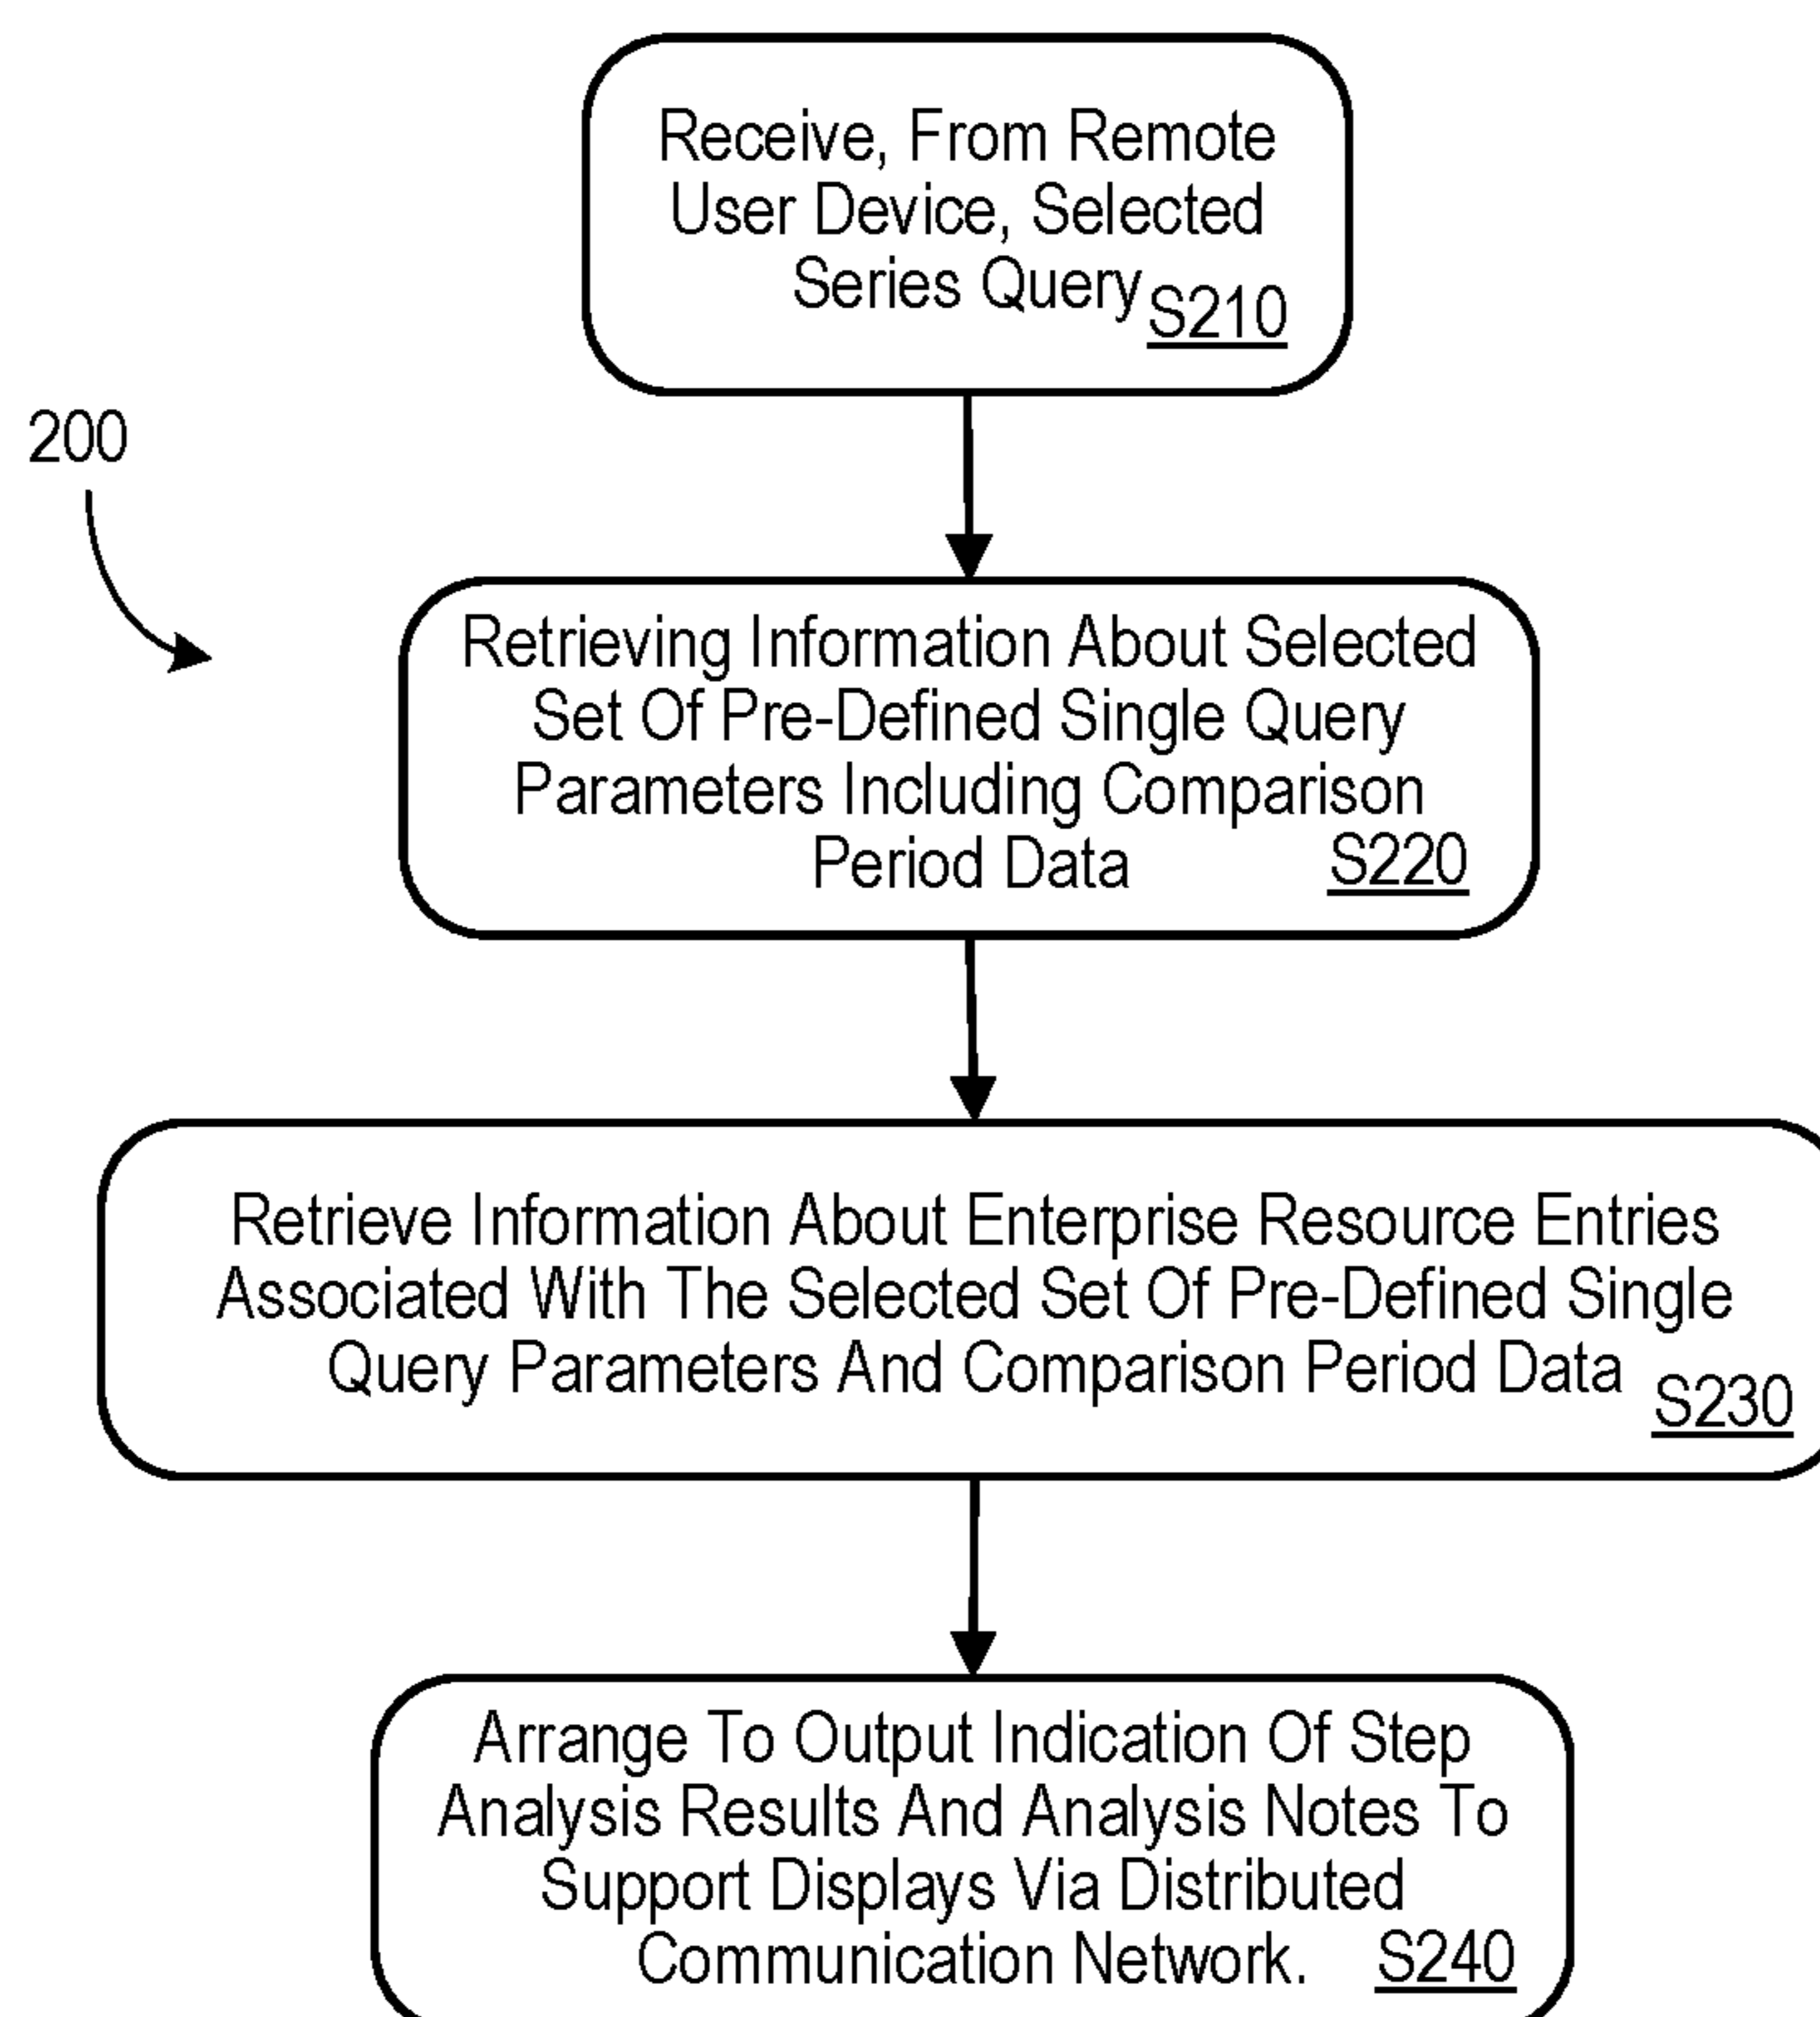 Receive, From Remote
User Device, Selected
Series Query
S210
200
Retrieving Information About Selected
Set Of Pre-Defined Single Query
Parameters Including Comparison
Period Data
S220
Retrieve Information About Enterprise Resource Entries
Associated With The Selected Set Of Pre-Defined Single
Query Parameters And Comparison Period Data
S230
Arrange To Output Indication Of Step
Analysis Results And Analysis Notes To
Support Displays Via Distributed
Communication Network.
S240